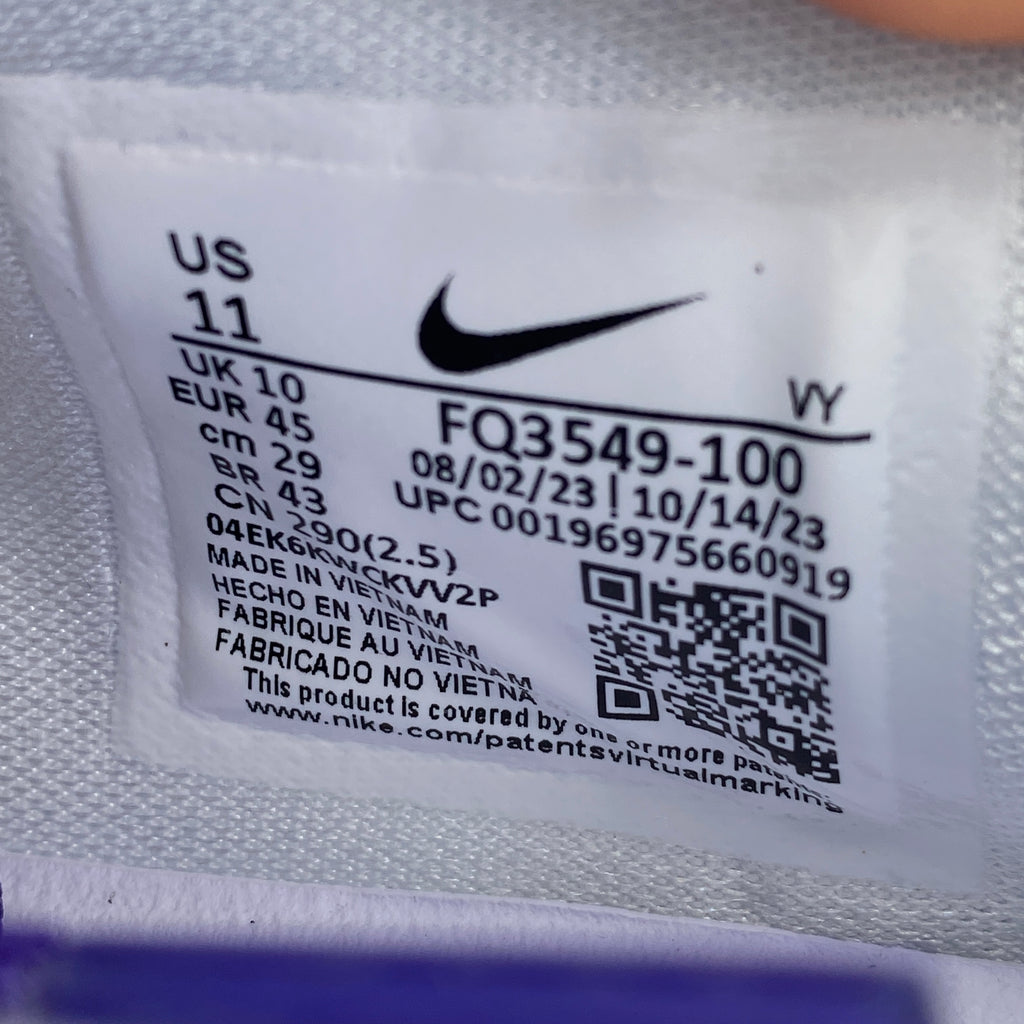 US
11
VY
UK 10
EUR 45
cm 29
BR 43
CN 290(2.5)
FQ3549-100
08/02/23 | 10/14/23
UPC 00196975660919
04EK6KWCKVV2P
MADE IN VIETNAM
HECHO EN VIETNAM
FABRIQUE AU VIETNAM
FABRICADO NO VIETNA
This product is covered by one or more
www.nike.com/patentsvirtualmarking